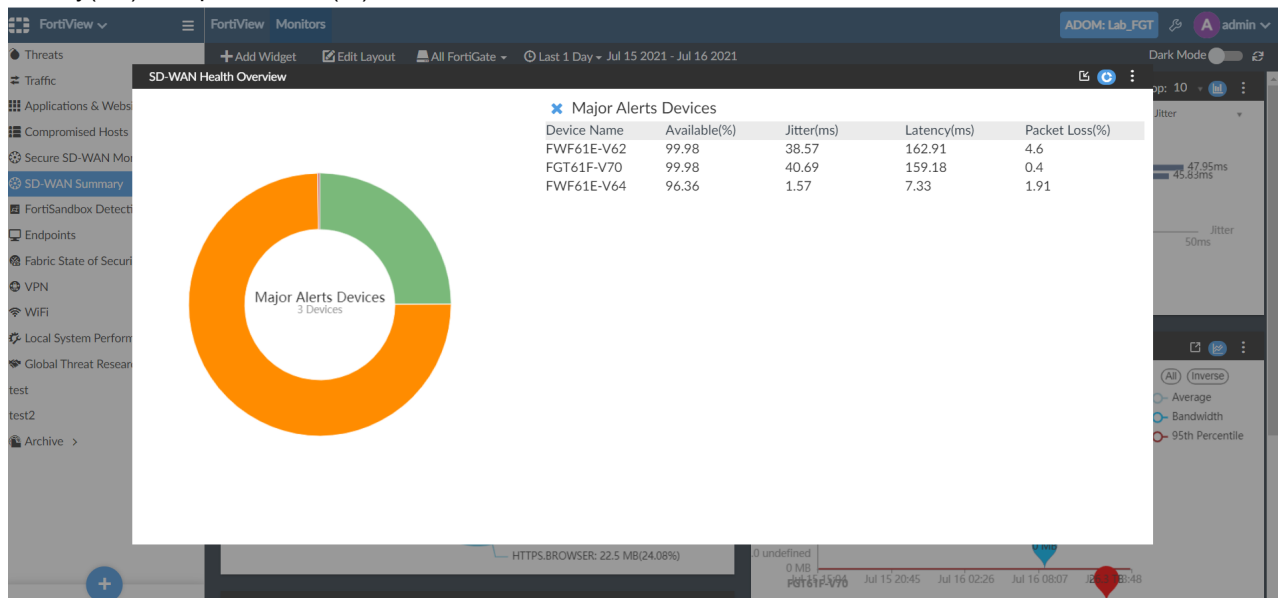 FortiView
FortiView Monitors
ADOM: Lab_FGT
A admin
Threats
Add Widget Edit Layout All FortiGate Last 1 Day Jul 15 2021 - Jul 16 2021
Dark Mode
Traffic
SD-WAN Health Overview
op: 10
Applications & Webs
Compromised Hosts
Secure SD-WAN Mor
SD-WAN Summary
FortiSandbox Detecti
Endpoints
Fabric State of Securi
VPN
WiFi
Local System Perform
Global Threat Resear
test
test2
Archive
Major Alerts Devices
Device Name Available(%) Jitter(ms) Latency(ms) Packet Loss(%)
FWF61E-V62 99.98 38.57 162.91 4.6
FGT61F-V70 99.98 40.69 159.18 0.4
FWF61E-V64 96.36 1.57 7.33 1.91
Major Alerts Devices
3 Devices
Jitter
47.95ms
45.83ms
Jitter
50ms
All Inverse
Average
Bandwidth
95th Percentile
HTTPS.BROWSER: 22.5 MB(24.08%)
.0 undefined
0 MB
0 MB
FGT61F-V70
Jul 15 20:45 Jul 16 02:26 Jul 16 08:07